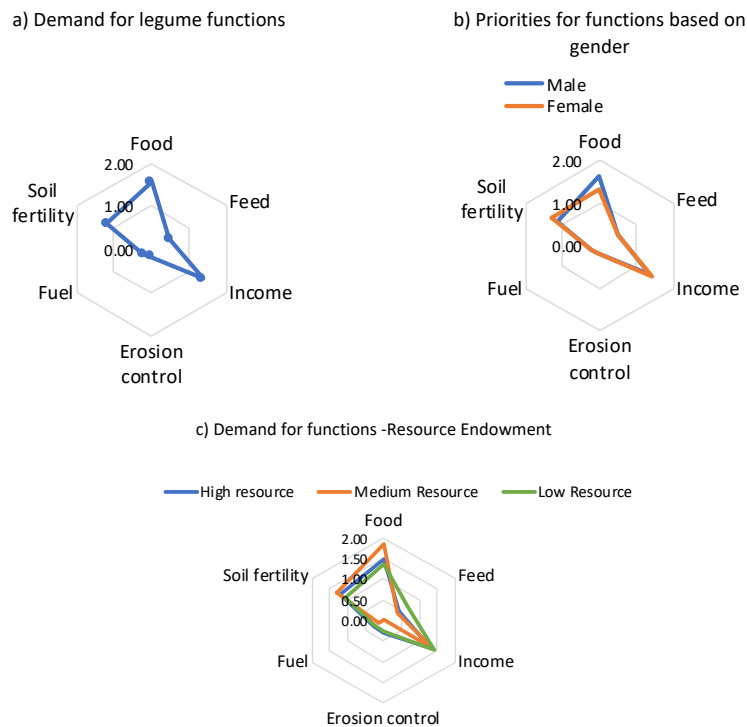 a) Demand for legume functions
Food
2.00
1.00
0.00
Soil
fertility
Feed
Fuel
Income
Erosion
control
b) Priorities for functions based on
gender
Male
Female
Food
2.00
1.00
0.00
Soil
fertility
Feed
Fuel
Income
Erosion
control
c) Demand for functions -Resource Endowment
High resource Medium Resource Low Resource
Food
2.00
1.50
1.00
0.50
0.00
Soil fertility
Feed
Fuel
Income
Erosion control